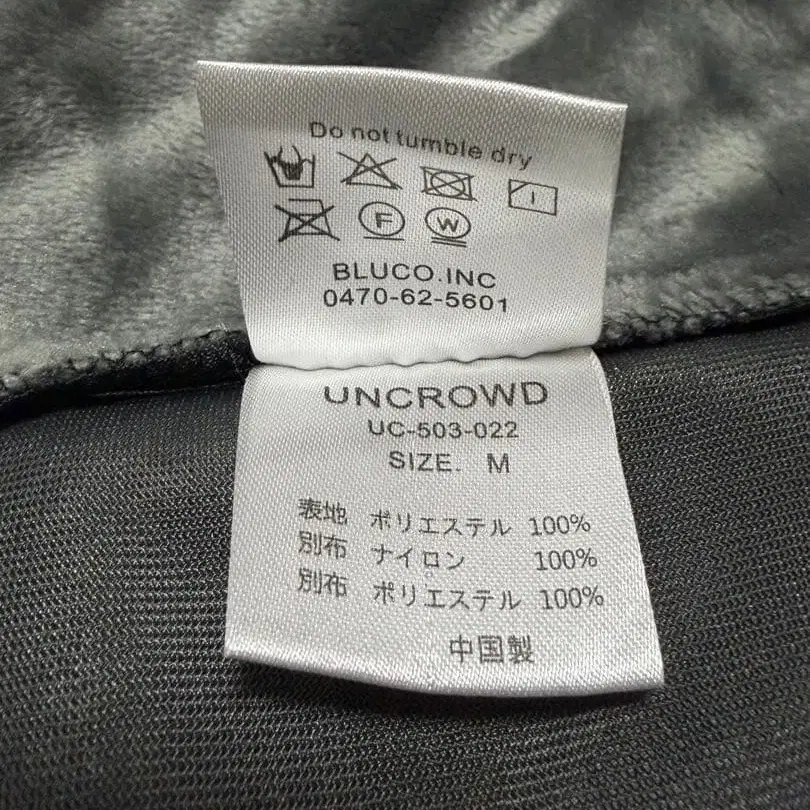 Do not tumble dry
F W
BLUCO.INC
0470-62-5601
UNCROWD
UC-503-022
SIZE. M
表地 ポリエステル 100%
別布 ナイロン 100%
別布 ポリエステル 100%
中国製